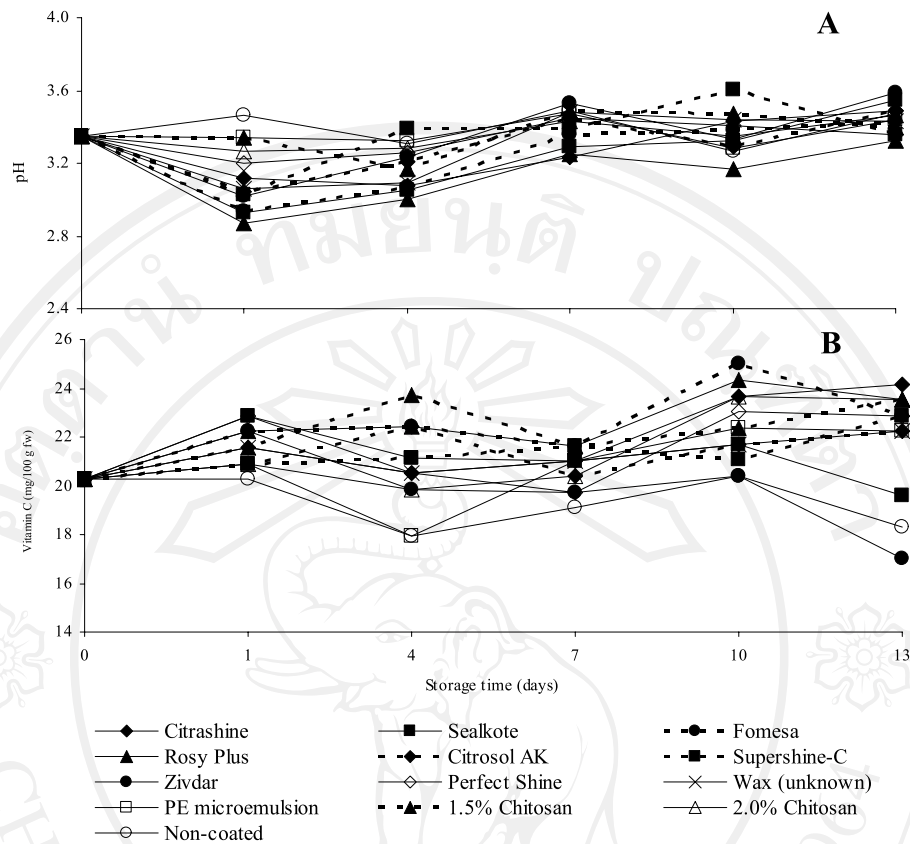 A
4.0
3.6
3.2
2.8
2.4
pH
B
26
24
22
20
18
16
14
Vitamin C (mg/100 g fw)
0 1 4 7 10 13
Storage time (days)
Citrashine Sealkote Fomesa
Rosy Plus Citrosol AK Supershine-C
Zivdar Perfect Shine Wax (unknown)
PE microemulsion 1.5% Chitosan 2.0% Chitosan
Non-coated